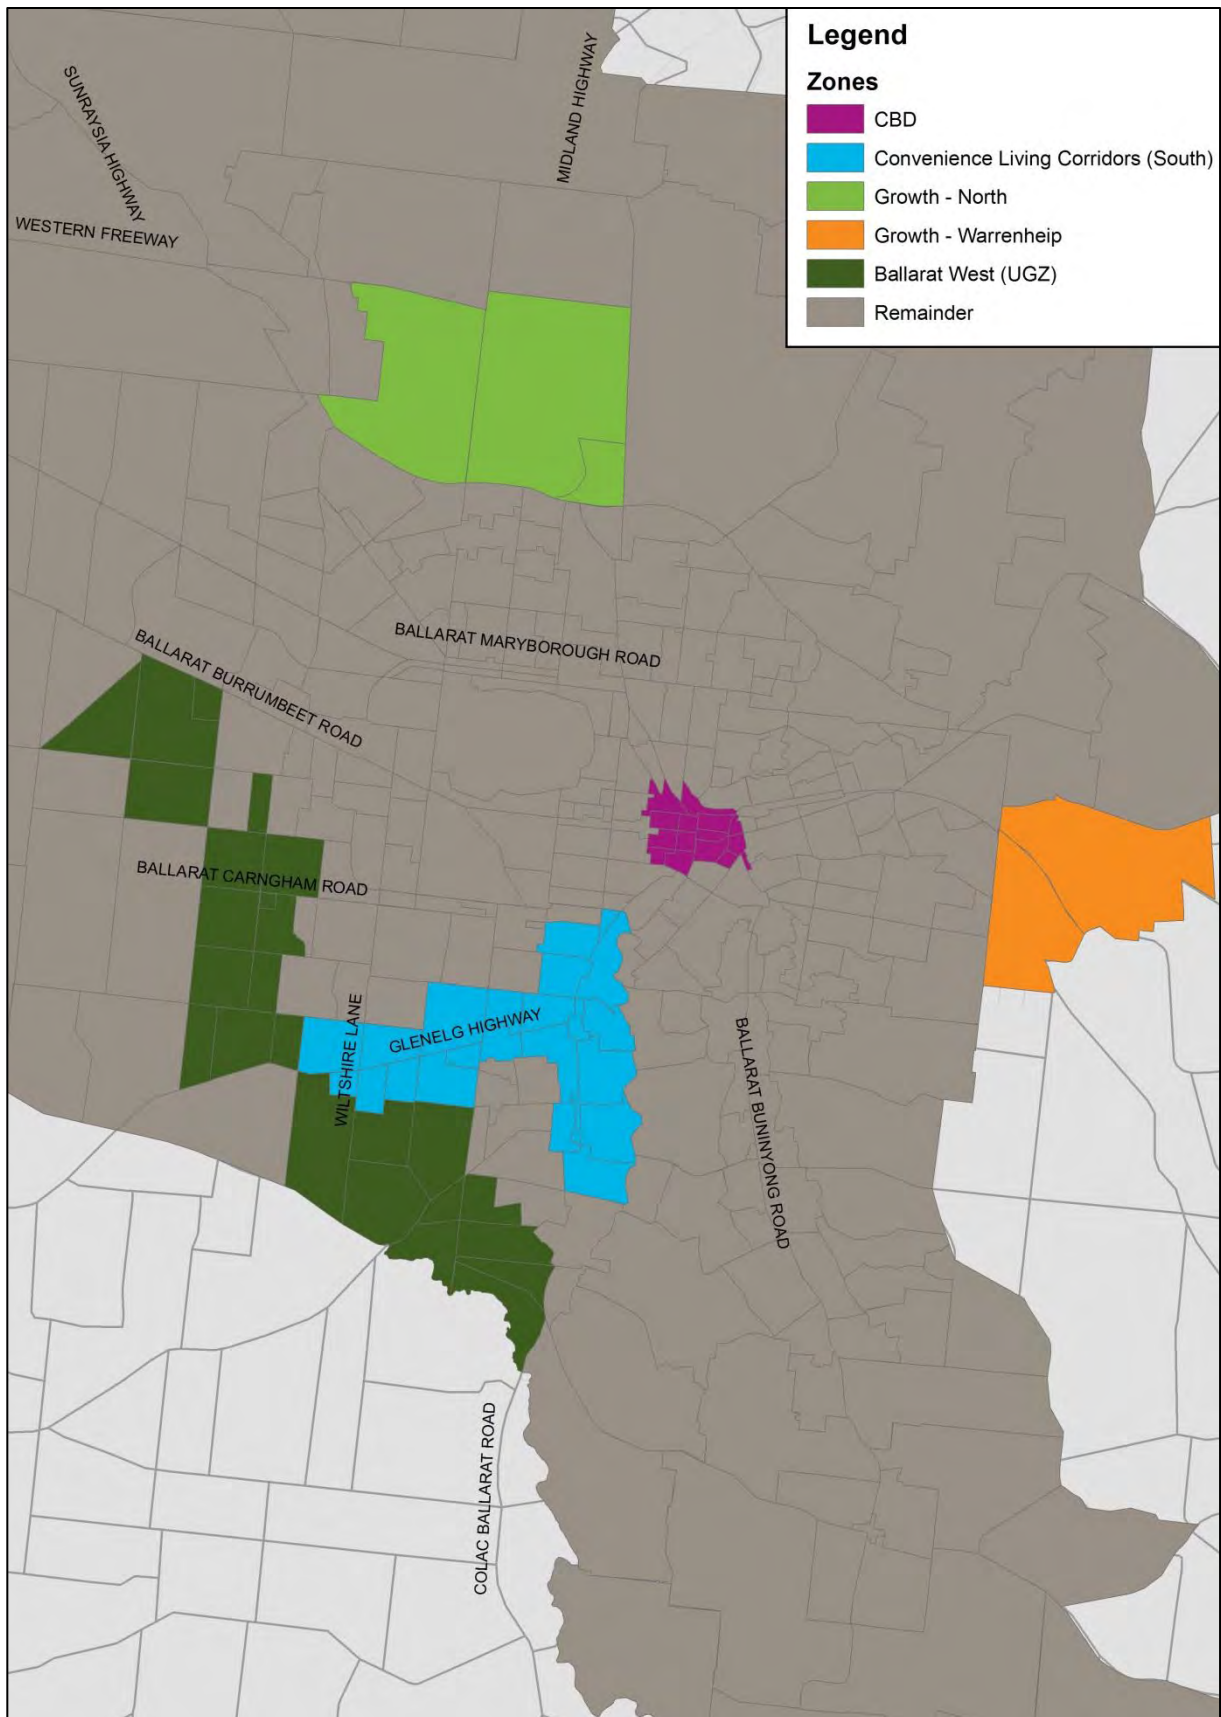 Legend
Zones
CBD
Convenience Living Corridors (South)
Growth - North
Growth - Warrenheip
Ballarat West (UGZ)
Remainder
SUNRAYSIA HIGHWAY
MIDLAND HIGHWAY
WESTERN FREEWAY
BALLARAT MARYBOROUGH ROAD
BALLARAT BURRUMBEET ROAD
BALLARAT CARNGHAM ROAD
WILTSHIRE LANE
GLENELG HIGHWAY
BALLARAT BUNINYONG ROAD
COLAC BALLARAT ROAD